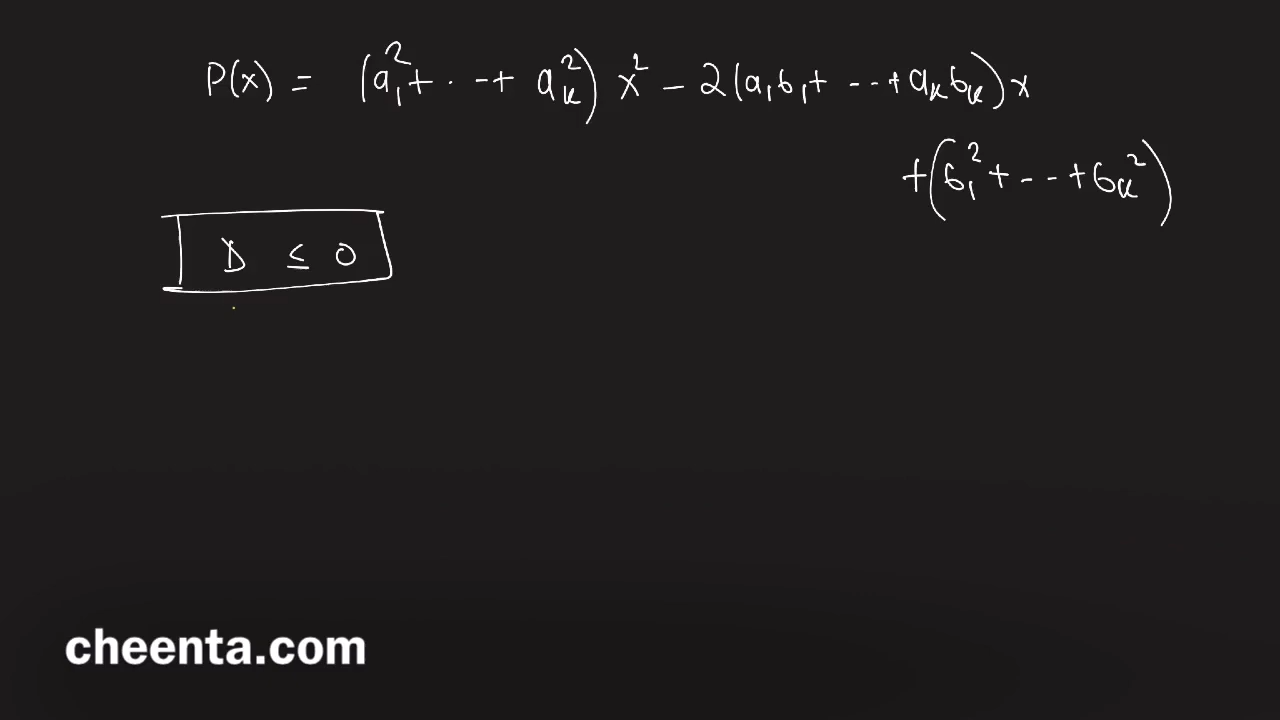 P(x) = (a₁² + ⋅ - + aₖ²) x² - 2(a₁b₁ + -- + aₖbₖ) x
+ (b₁² + -- + bₖ²)
D ≤ 0
cheenta.com